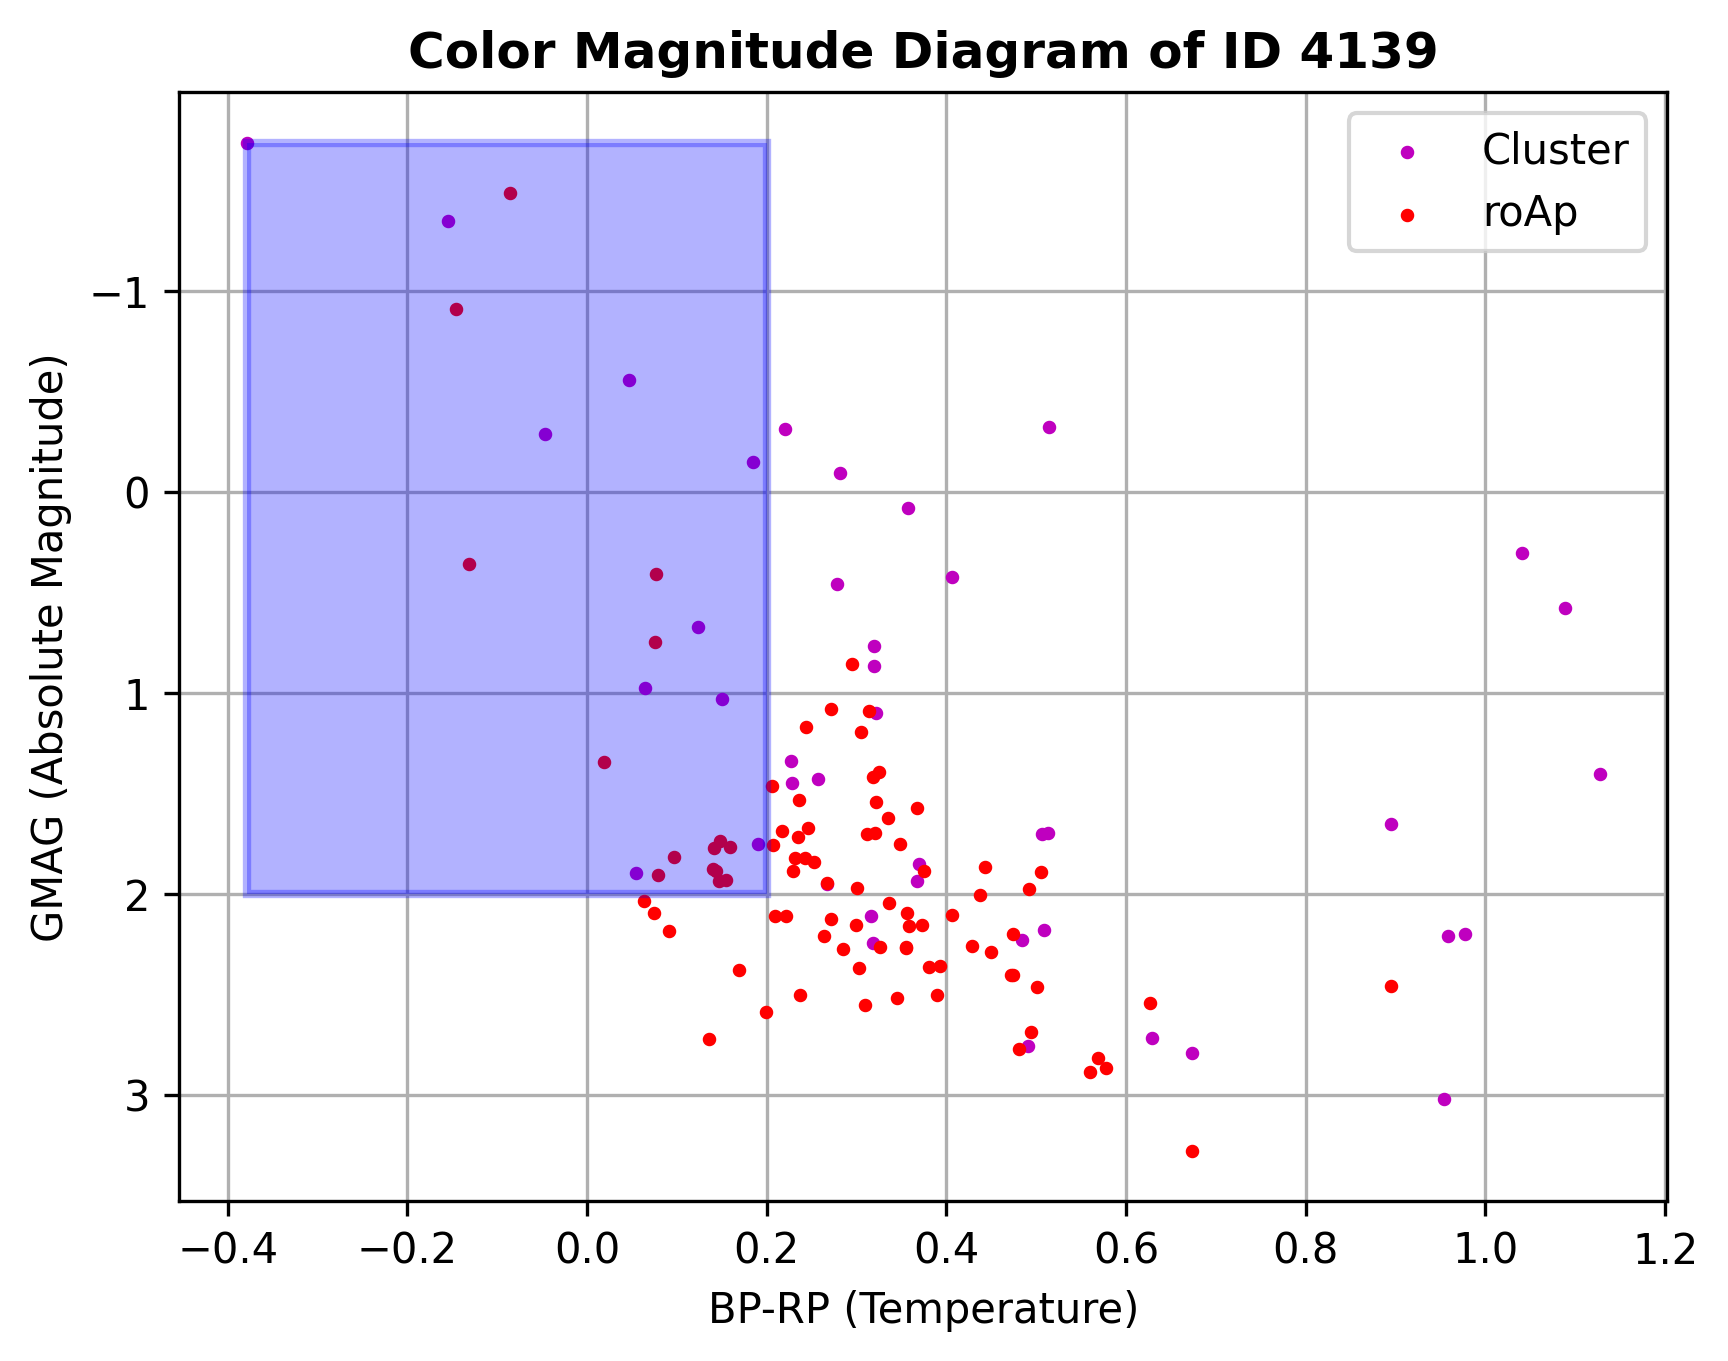 Color Magnitude Diagram of ID 4139
Cluster
roAp
−1
0
1
2
3
GMAG (Absolute Magnitude)
−0.4
−0.2
0.0
0.2
0.4
0.6
0.8
1.0
1.2
BP-RP (Temperature)